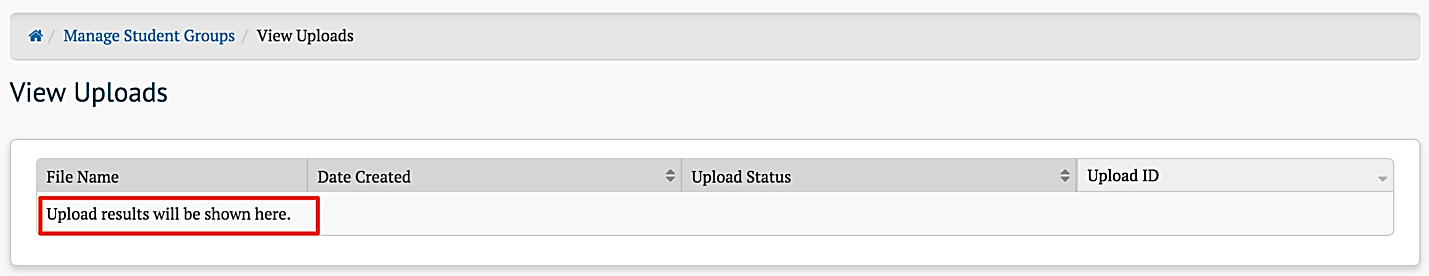 / Manage Student Groups / View Uploads
View Uploads
File Name Date Created Upload Status Upload ID
Upload results will be shown here.